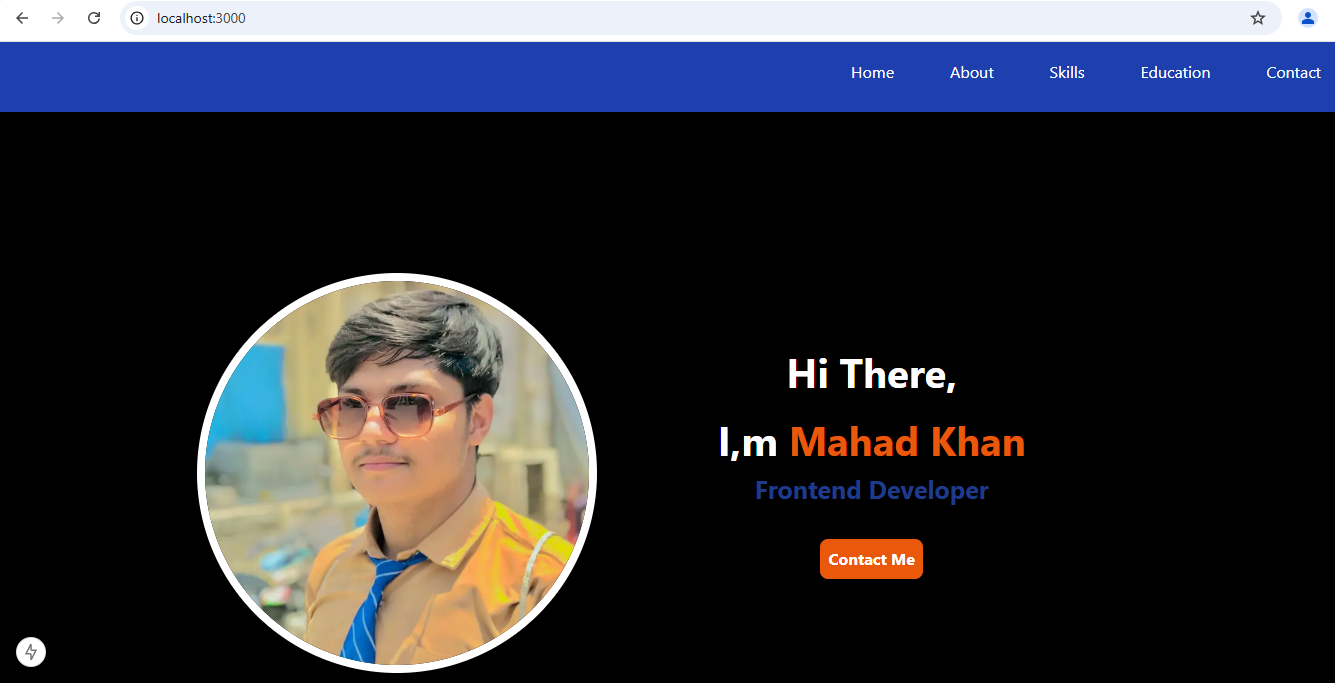 localhost:3000
Home About Skills Education Contact
Hi There,
I,m Mahad Khan
Frontend Developer
Contact Me